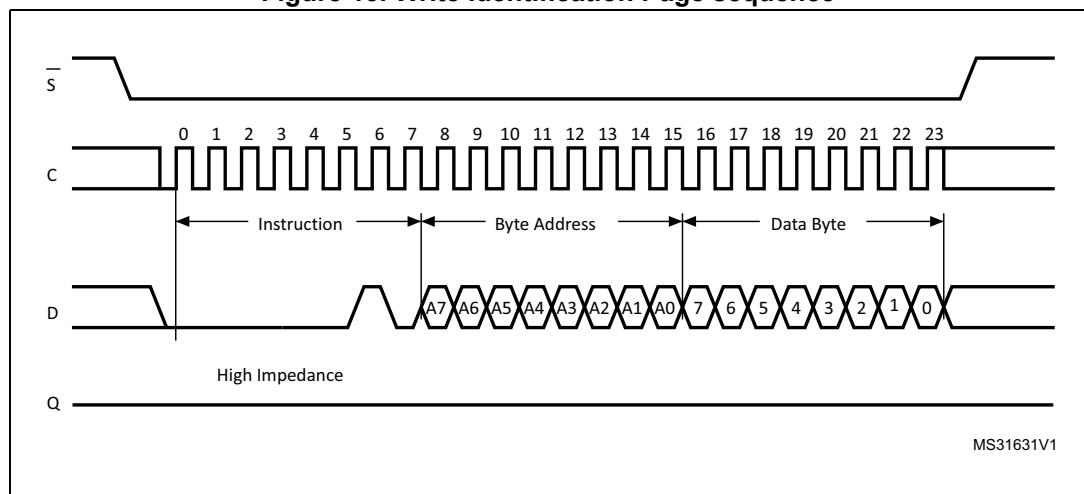 Figure 16. Write Identification Page sequence
S
0 1 2 3 4 5 6 7 8 9 10 11 12 13 14 15 16 17 18 19 20 21 22 23
C
Instruction Byte Address Data Byte
D
A7 A6 A5 A4 A3 A2 A1 A0 7 6 5 4 3 2 1 0
High Impedance
Q
MS31631V1